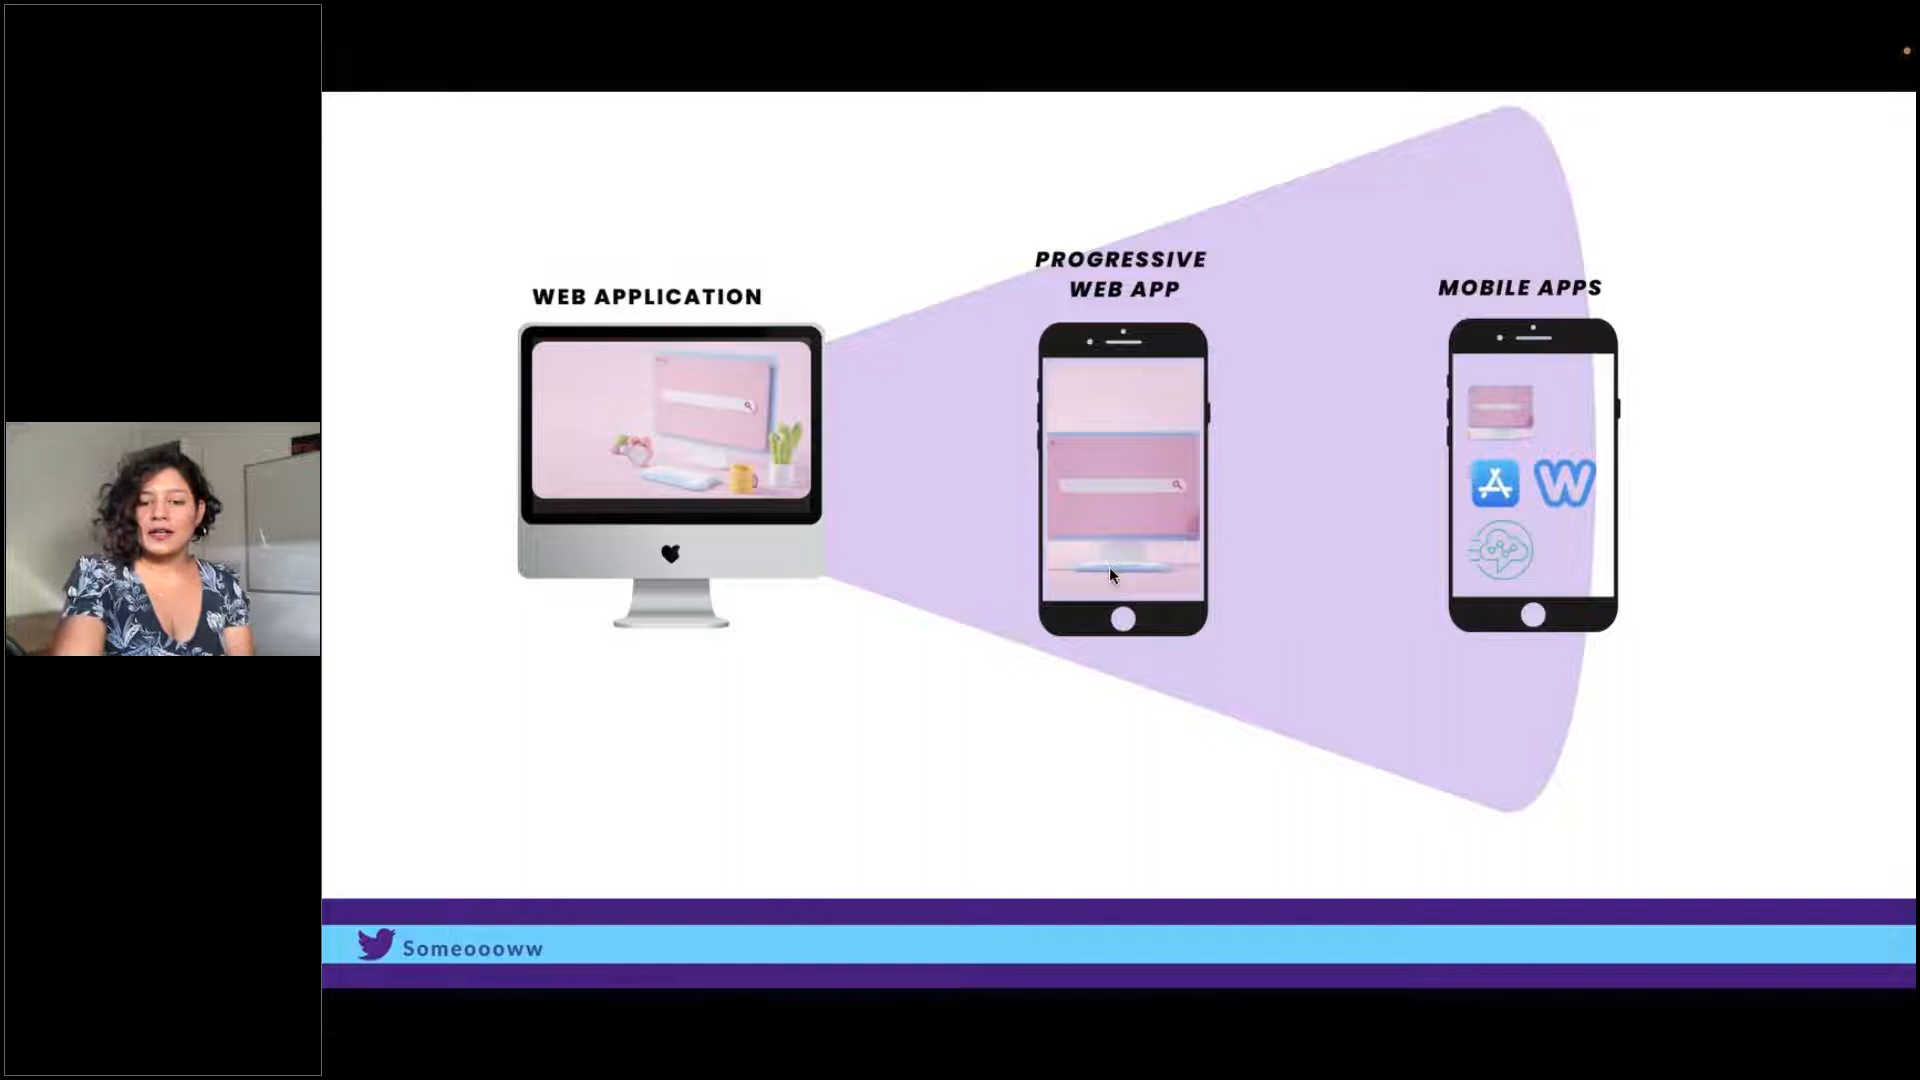 WEB APPLICATION
PROGRESSIVE
WEB APP
MOBILE APPS
W
Someoooww